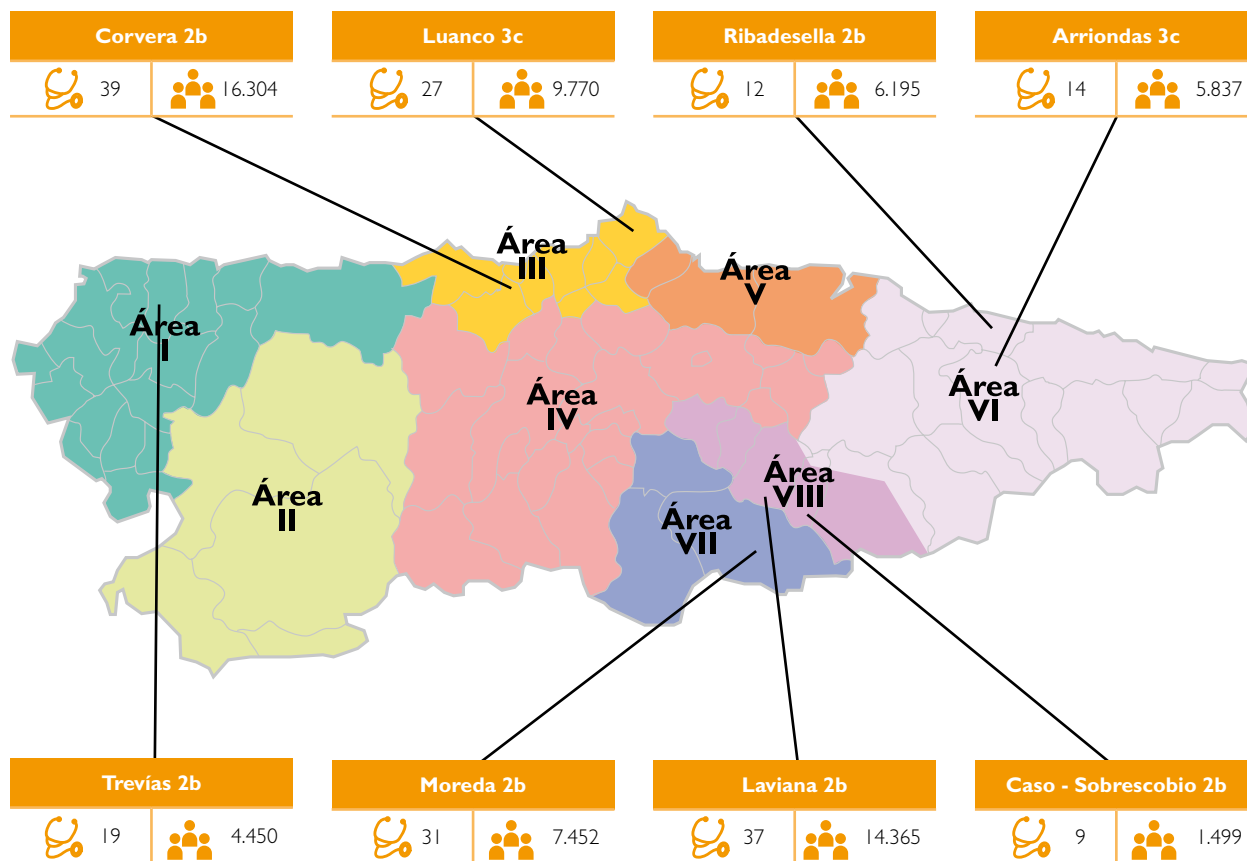 Corvera 2b
39 16.304
Luanco 3c
27 9.770
Ribadesella 2b
12 6.195
Arriondas 3c
14 5.837
Área
I
Área
II
Área
III
Área
IV
Área
V
Área
VI
Área
VII
Área
VIII
Trevías 2b
19 4.450
Moreda 2b
31 7.452
Laviana 2b
37 14.365
Caso - Sobrescobio 2b
9 1.499